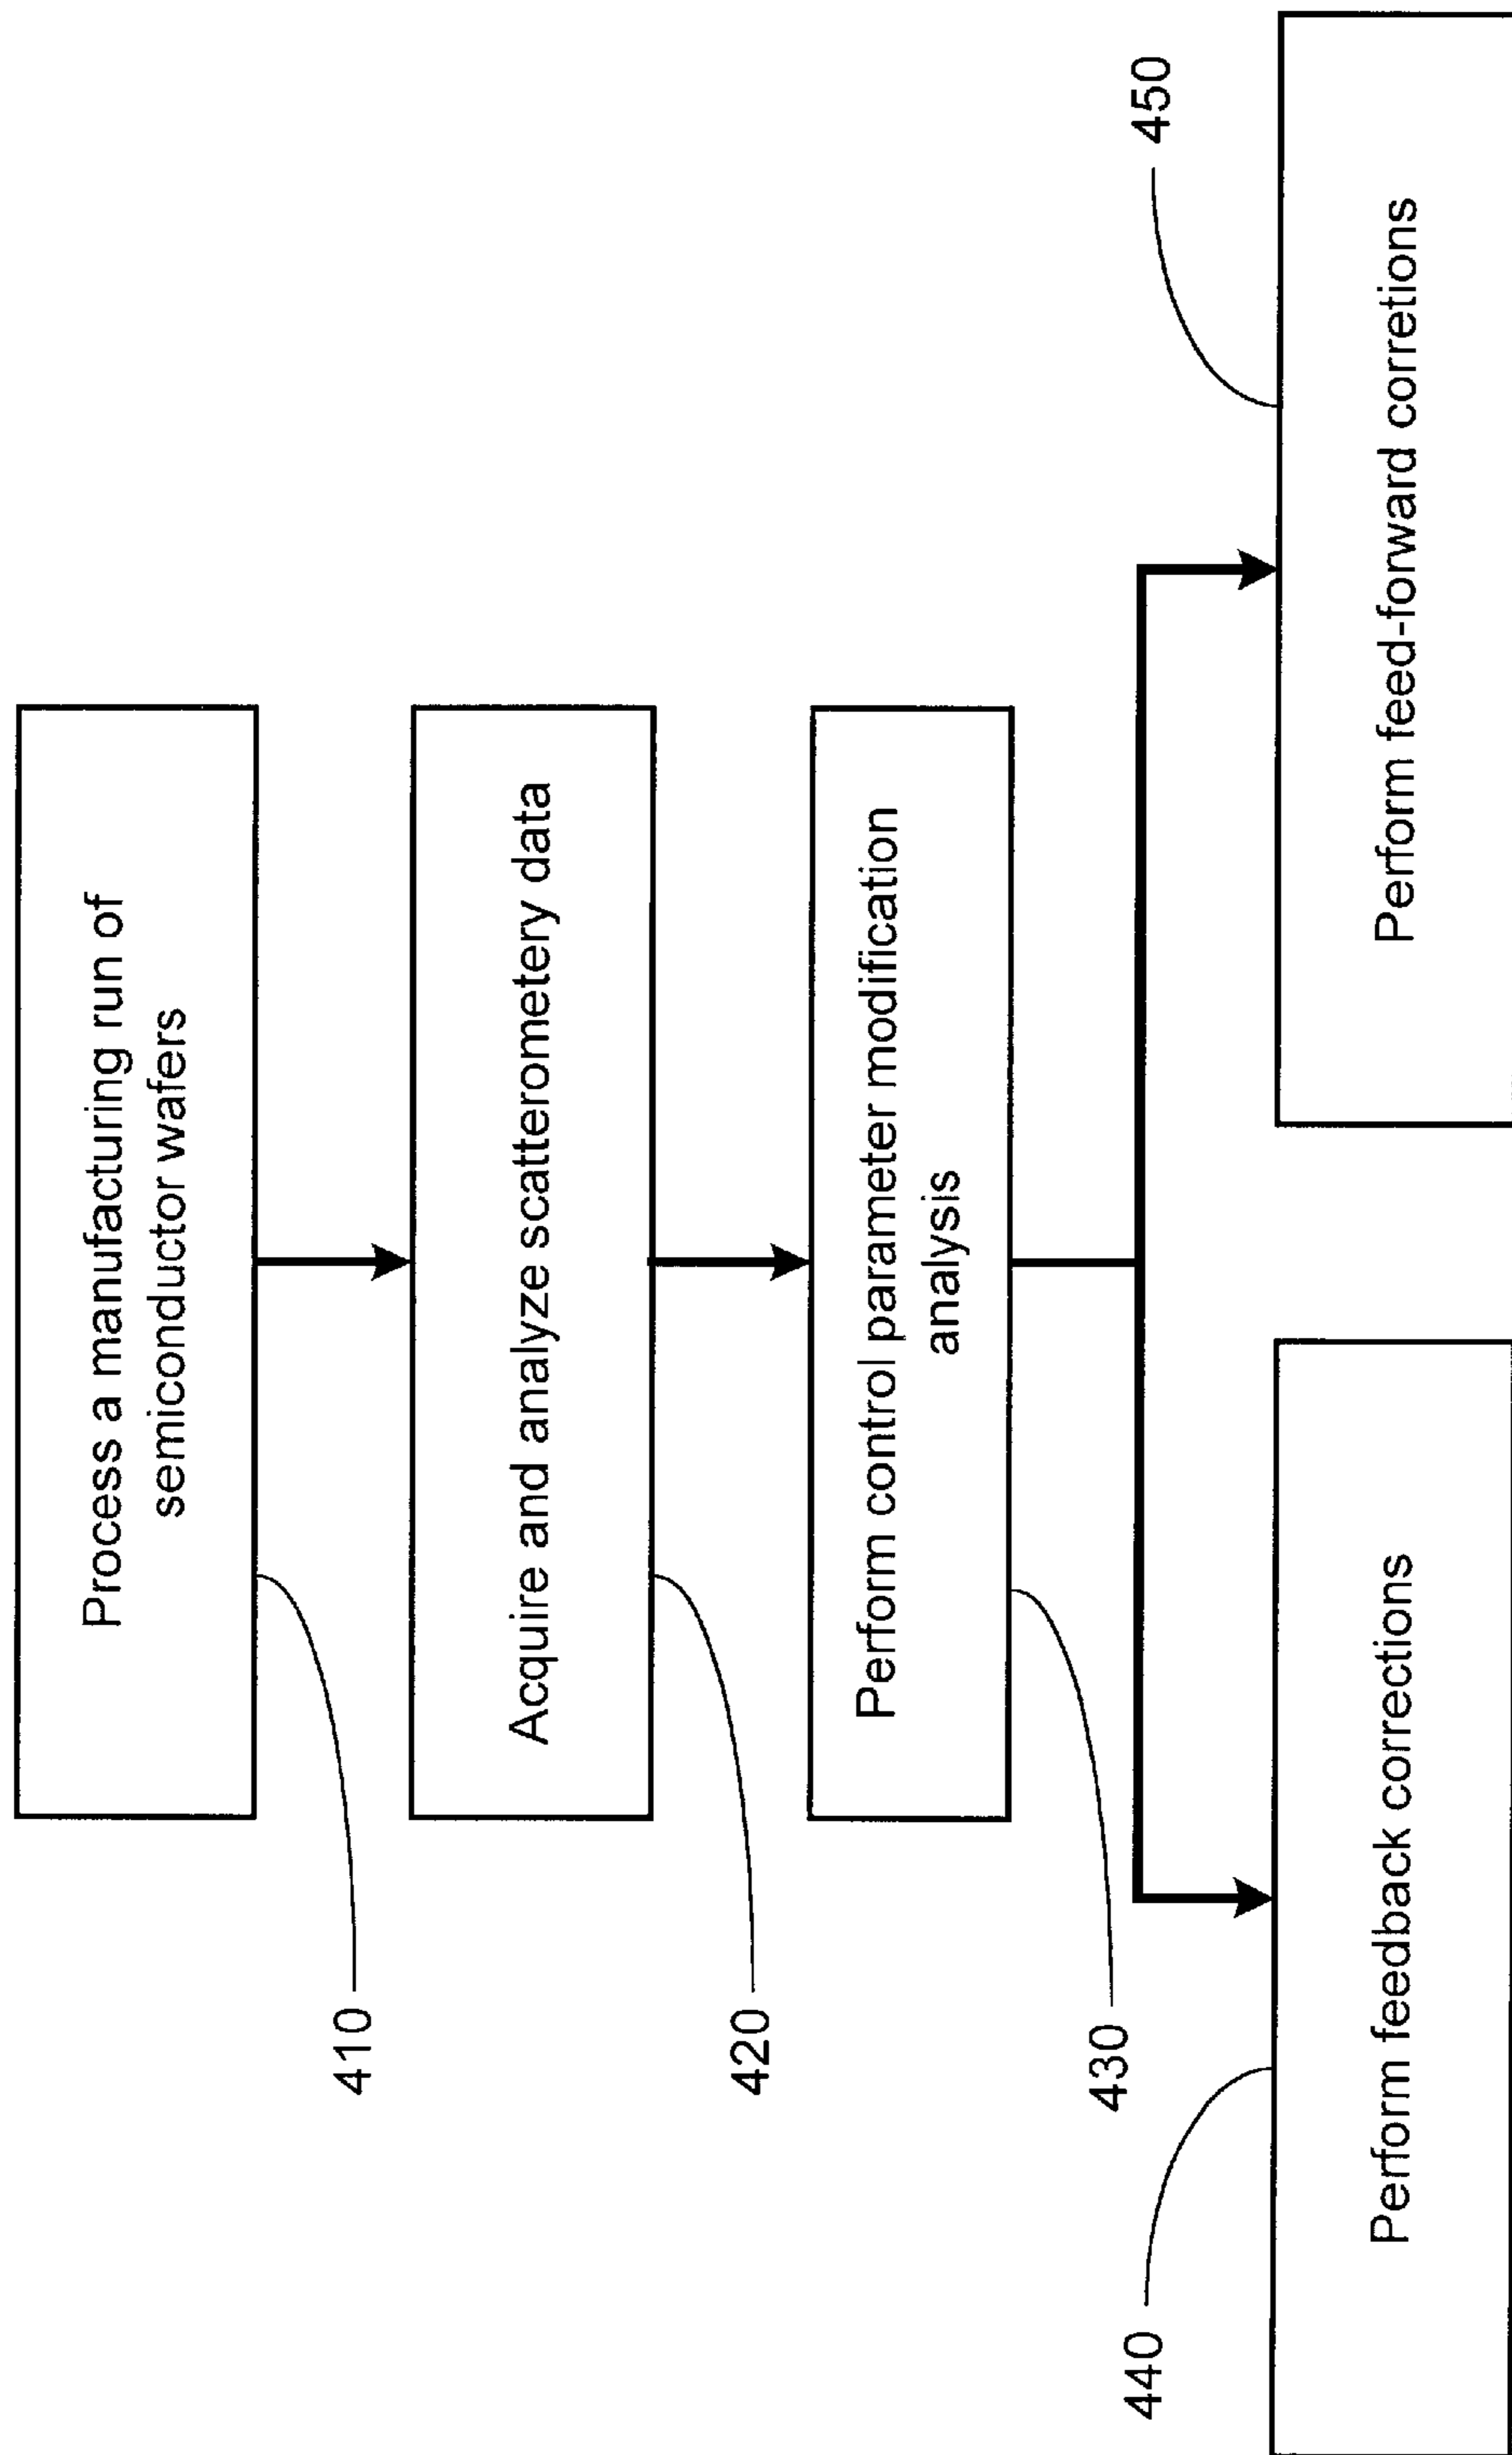 Process a manufacturing run of
semiconductor wafers
410
Acquire and analyze scatterometery data
420
Perform control parameter modification
analysis
430
440
Perform feedback corrections
450
Perform feed-forward corretions